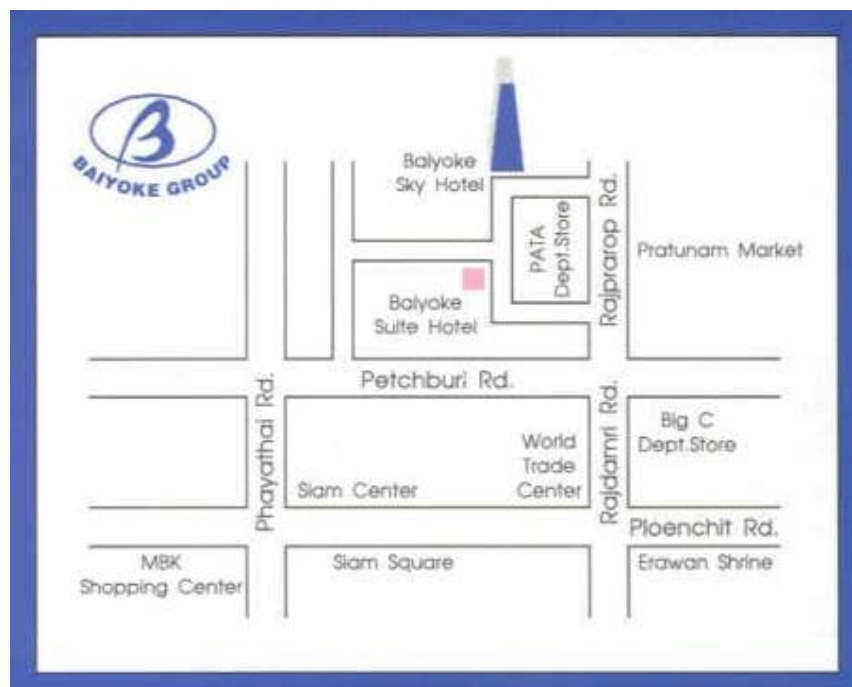 BAIYOKE GROUP
Baiyoke
Sky Hotel
PATA
Dept.Store
Rajprarop Rd.
Pratunam Market
Baiyoke
Suite Hotel
Petchburi Rd.
Phayathai Rd.
Rajdamri Rd.
Big C
Dept.Store
World
Trade
Center
Siam Center
Ploenchit Rd.
MBK
Shopping Center
Siam Square
Erawan Shrine